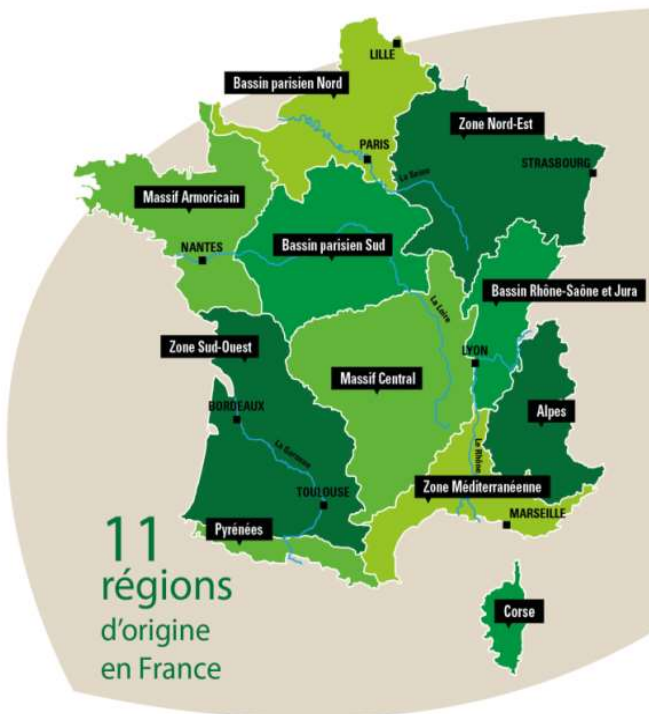 LILLE
Bassin parisien Nord
Zone Nord-Est
PARIS
La Seine
STRASBOURG
Massif Armoricain
NANTES
Bassin parisien Sud
Bassin Rhône-Saône et Jura
La Loire
Zone Sud-Ouest
LYON
Massif Central
Alpes
BORDEAUX
La Garonne
Le Rhône
Zone Méditerranéenne
TOULOUSE
MARSEILLE
Pyrénées
11
régions
d'origine
en France
Corse